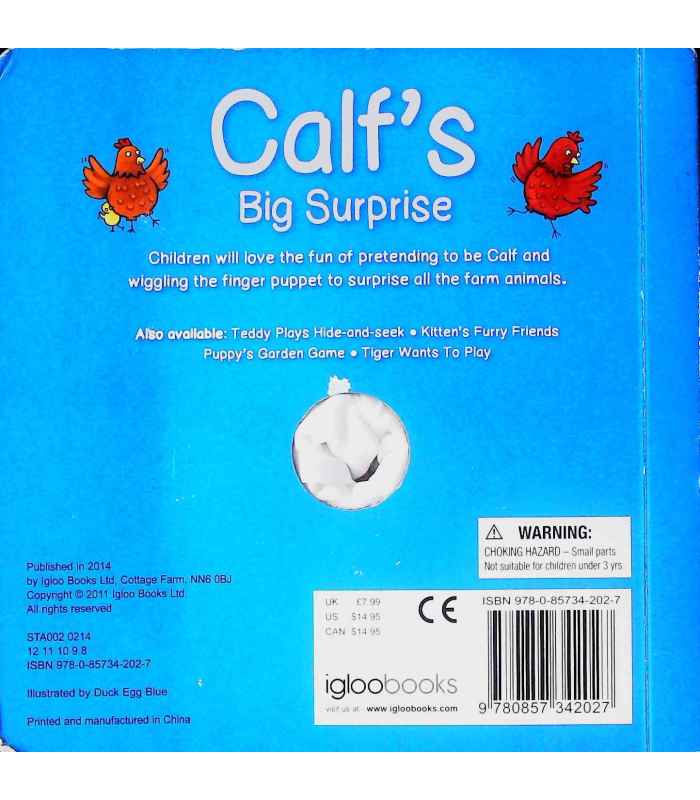 Calf's
Big Surprise
Children will love the fun of pretending to be Calf and
wiggling the finger puppet to surprise all the farm animals.
Also available: Teddy Plays Hide-and-seek • Kitten's Furry Friends
Puppy's Garden Game • Tiger Wants To Play
⚠ WARNING:
CHOKING HAZARD – Small parts
Not suitable for children under 3 yrs
Published in 2014
by Igloo Books Ltd, Cottage Farm, NN6 0BJ
Copyright © 2011 Igloo Books Ltd.
All rights reserved
STA002 0214
12 11 10 9 8
ISBN 978-0-85734-202-7
Illustrated by Duck Egg Blue
Printed and manufactured in China
UK £7.99
US $14.95
CAN $14.95
CE
igloobooks
visit us at www.igloobooks.com
ISBN 978-0-85734-202-7
9 780857 342027